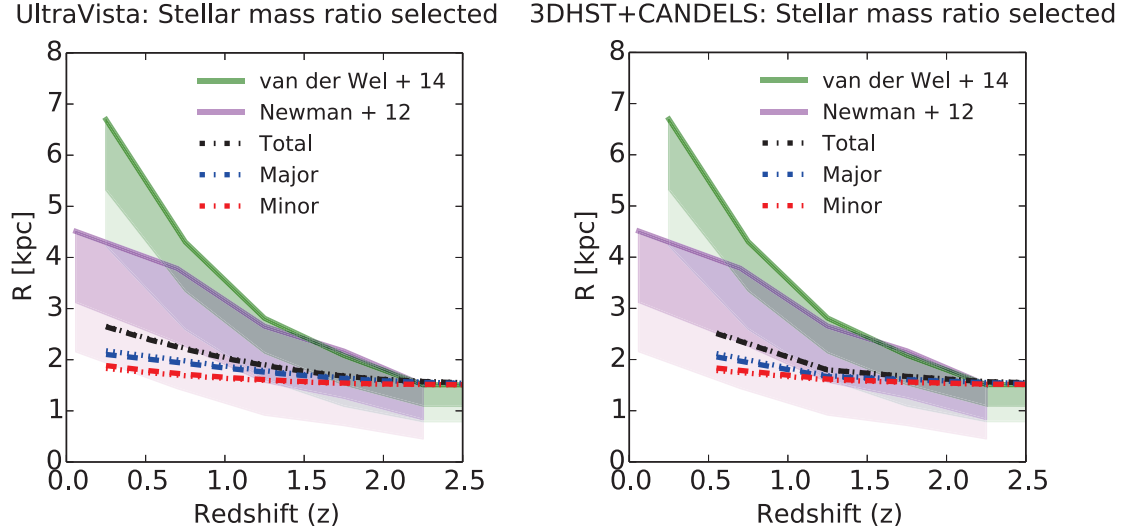 UltraVista: Stellar mass ratio selected
8
7
6
5
4
3
2
1
0
R [kpc]
van der Wel + 14
Newman + 12
Total
Major
Minor
0.0 0.5 1.0 1.5 2.0 2.5
Redshift (z)
3DHST+CANDELS: Stellar mass ratio selected
8
7
6
5
4
3
2
1
0
R [kpc]
van der Wel + 14
Newman + 12
Total
Major
Minor
0.0 0.5 1.0 1.5 2.0 2.5
Redshift (z)